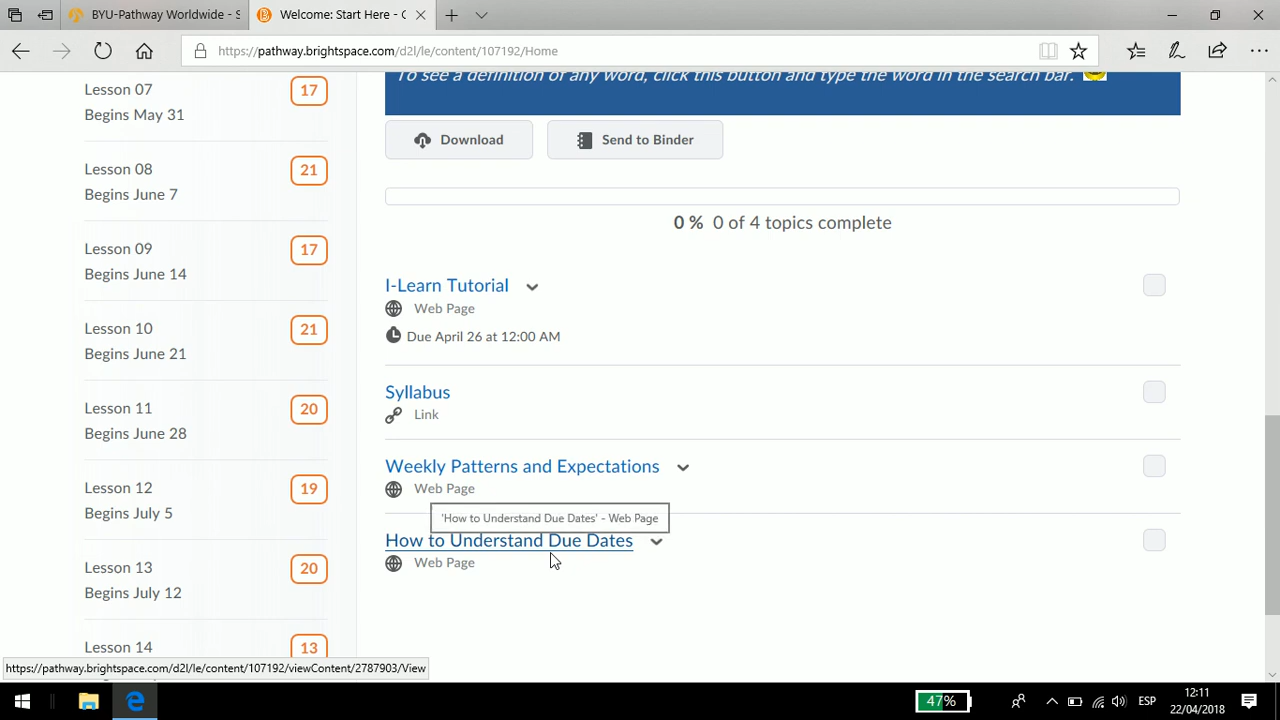 BYU-Pathway Worldwide - S
Welcome: Start Here - C
https://pathway.brightspace.com/d2l/le/content/107192/Home
To see a definition of any word, click this button and type the word in the search bar.
Lesson 07
17
Begins May 31
Lesson 08
21
Begins June 7
Lesson 09
17
Begins June 14
Lesson 10
21
Begins June 21
Lesson 11
20
Begins June 28
Lesson 12
19
Begins July 5
Lesson 13
20
Begins July 12
Lesson 14
13
Download
Send to Binder
0 % 0 of 4 topics complete
I-Learn Tutorial
Web Page
Due April 26 at 12:00 AM
Syllabus
Link
Weekly Patterns and Expectations
Web Page
'How to Understand Due Dates' - Web Page
How to Understand Due Dates
Web Page
https://pathway.brightspace.com/d2l/le/content/107192/viewContent/2787903/View
47%
ESP
12:11
22/04/2018